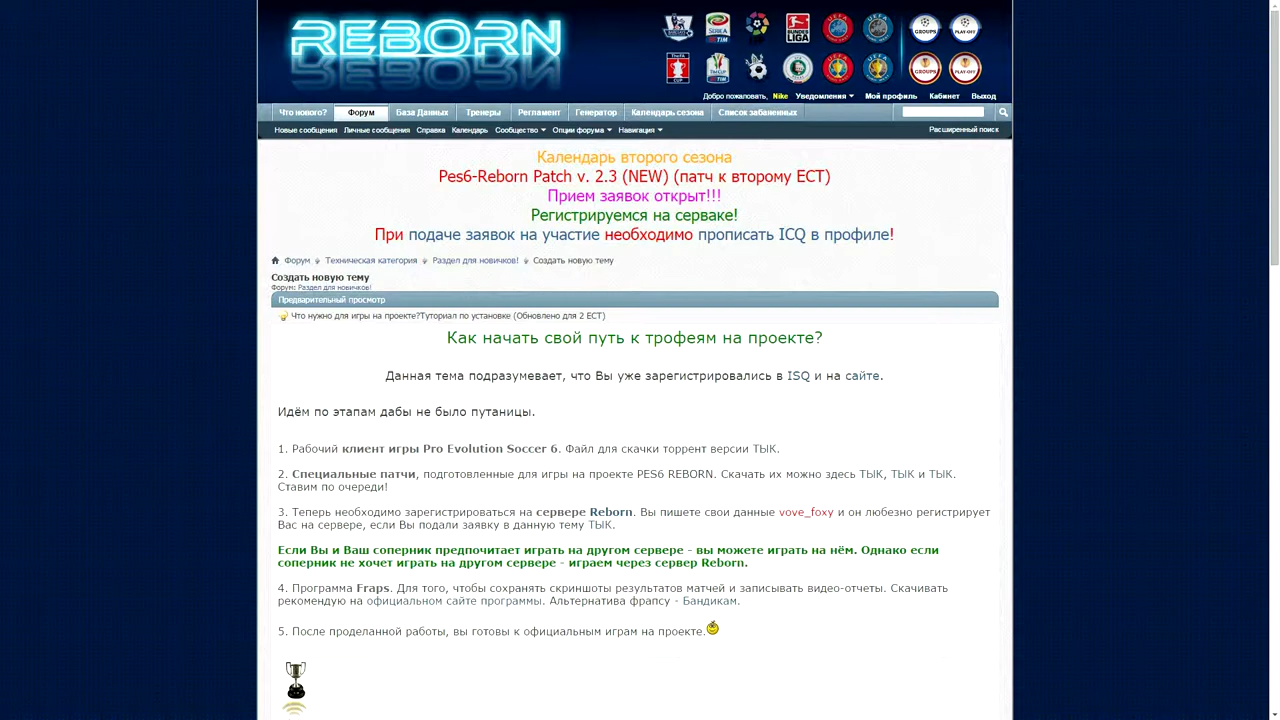 REBORN
Добро пожаловать, Nike Уведомления Мой профиль Кабинет Выход
Что нового? Форум База Данных Тренеры Регламент Генератор Календарь сезона Список забаненных
Новые сообщения Личные сообщения Справка Календарь Сообщество Опции форума Навигация Расширенный поиск
Календарь второго сезона
Pes6-Reborn Patch v. 2.3 (NEW) (патч к второму ЕСТ)
Прием заявок открыт!!!
Регистрируемся на серваке!
При подаче заявок на участие необходимо прописать ICQ в профиле!
Форум Техническая категория Раздел для новичков! Создать новую тему
Создать новую тему
Форум: Раздел для новичков!
Предварительный просмотр
Что нужно для игры на проекте?Туториал по установке (Обновлено для 2 ЕСТ)
Как начать свой путь к трофеям на проекте?
Данная тема подразумевает, что Вы уже зарегистрировались в ISQ и на сайте.
Идём по этапам дабы не было путаницы.
1. Рабочий клиент игры Pro Evolution Soccer 6. Файл для скачки торрент версии ТЫК.
2. Специальные патчи, подготовленные для игры на проекте PES6 REBORN. Скачать их можно здесь ТЫК, ТЫК и ТЫК.
Ставим по очереди!
3. Теперь необходимо зарегистрироваться на сервере Reborn. Вы пишете свои данные vove_foxy и он любезно регистрирует
Вас на сервере, если Вы подали заявку в данную тему ТЫК.
Если Вы и Ваш соперник предпочитает играть на другом сервере - вы можете играть на нём. Однако если
соперник не хочет играть на другом сервере - играем через сервер Reborn.
4. Программа Fraps. Для того, чтобы сохранять скриншоты результатов матчей и записывать видео-отчеты. Скачивать
рекомендую на официальном сайте программы. Альтернатива фрапсу - Бандикам.
5. После проделанной работы, вы готовы к официальным играм на проекте.